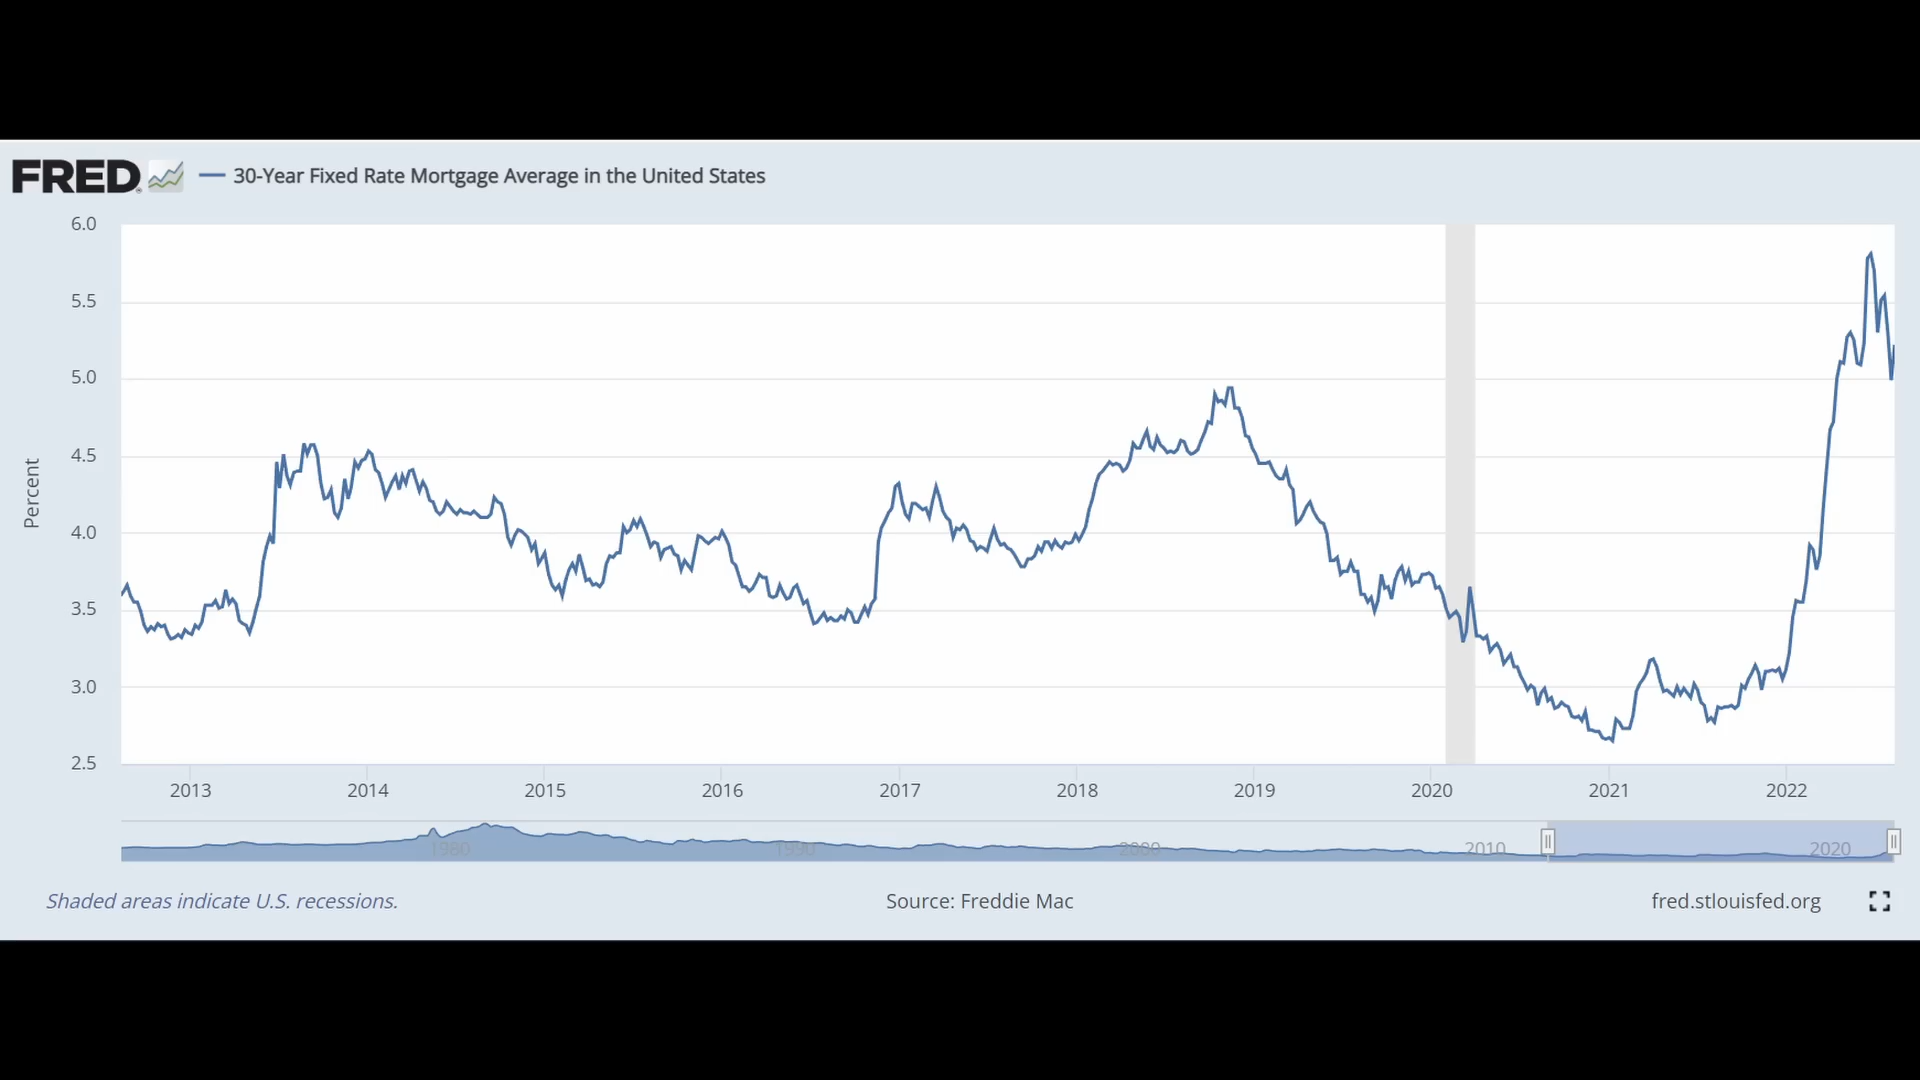 FRED 30-Year Fixed Rate Mortgage Average in the United States
6.0
5.5
5.0
4.5
4.0
3.5
3.0
2.5
Percent
2013 2014 2015 2016 2017 2018 2019 2020 2021 2022
1980 1990 2000 2010 2020
Shaded areas indicate U.S. recessions. Source: Freddie Mac fred.stlouisfed.org